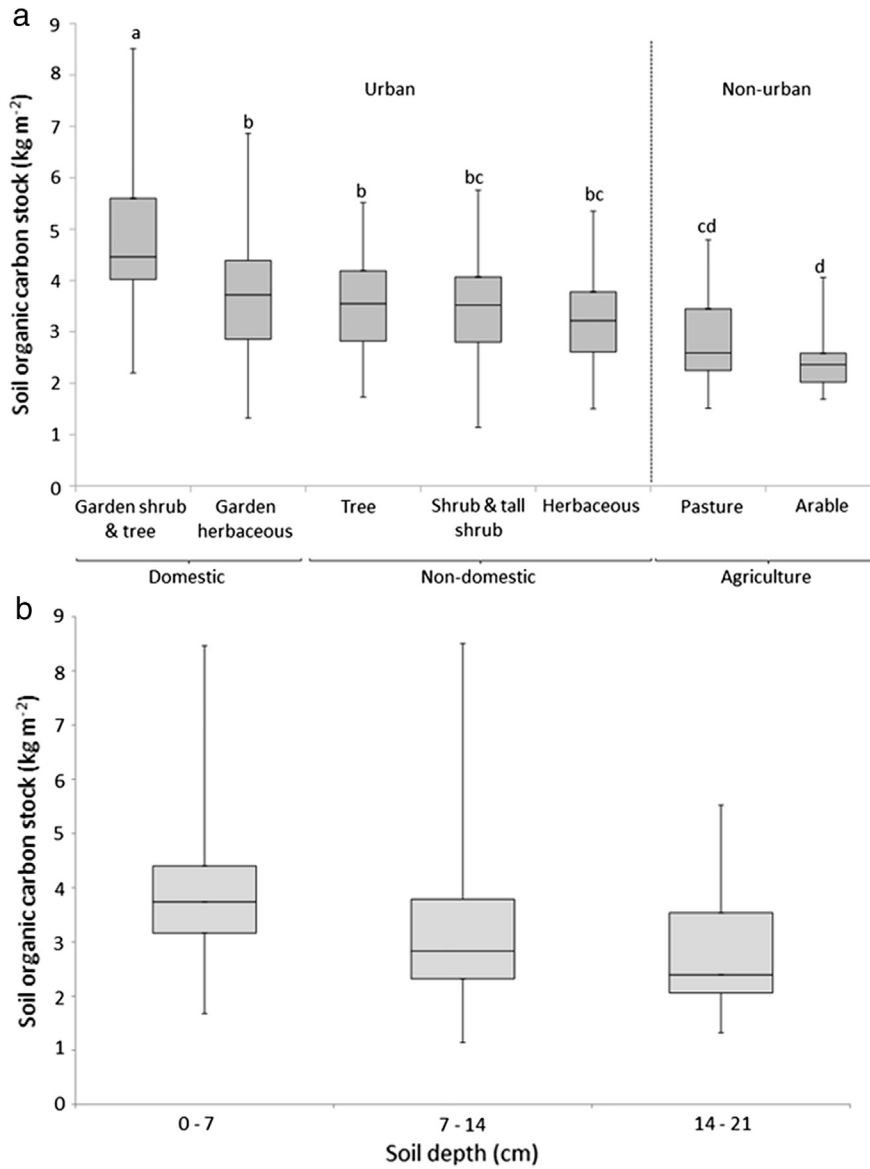 a
Soil organic carbon stock (kg m⁻²)
9
8
7
6
5
4
3
2
1
0
Urban
Non-urban
a
b
b
bc
bc
cd
d
Garden shrub & tree
Garden herbaceous
Tree
Shrub & tall shrub
Herbaceous
Pasture
Arable
Domestic
Non-domestic
Agriculture
b
Soil organic carbon stock (kg m⁻²)
9
8
7
6
5
4
3
2
1
0
0 - 7
7 - 14
14 - 21
Soil depth (cm)